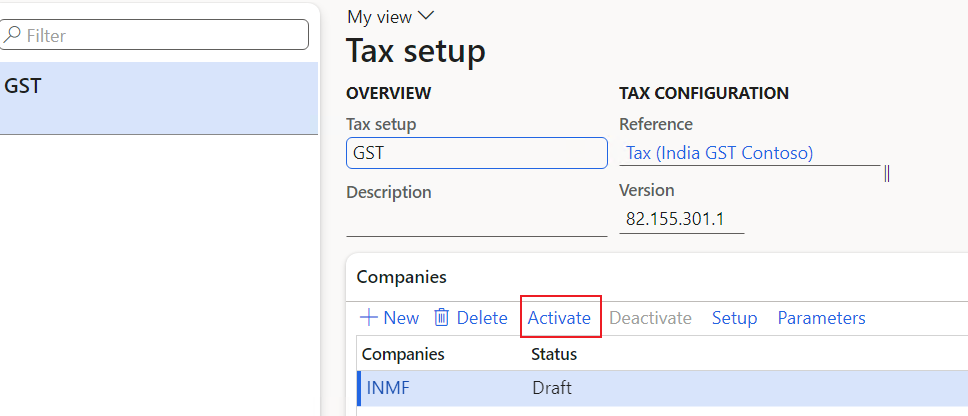 Filter
GST
My view
Tax setup
OVERVIEW
Tax setup
GST
Description
TAX CONFIGURATION
Reference
Tax (India GST Contoso)
Version
82.155.301.1
Companies
New Delete Activate Deactivate Setup Parameters
Companies Status
INMF Draft